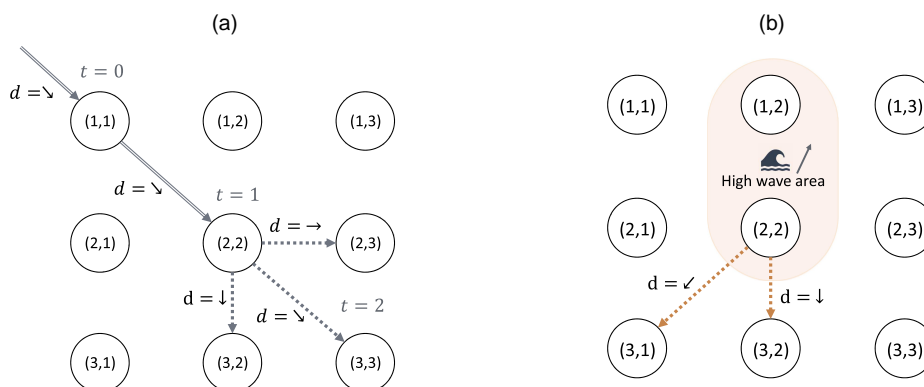 (a)
t = 0
d =↘
(1,1)
(1,2)
(1,3)
d =↘
t = 1
d = →
(2,1)
(2,2)
(2,3)
d = ↓
d =↘
t = 2
(3,1)
(3,2)
(3,3)
(b)
(1,1)
(1,2)
(1,3)
High wave area
(2,1)
(2,2)
(2,3)
d = ↙
d = ↓
(3,1)
(3,2)
(3,3)